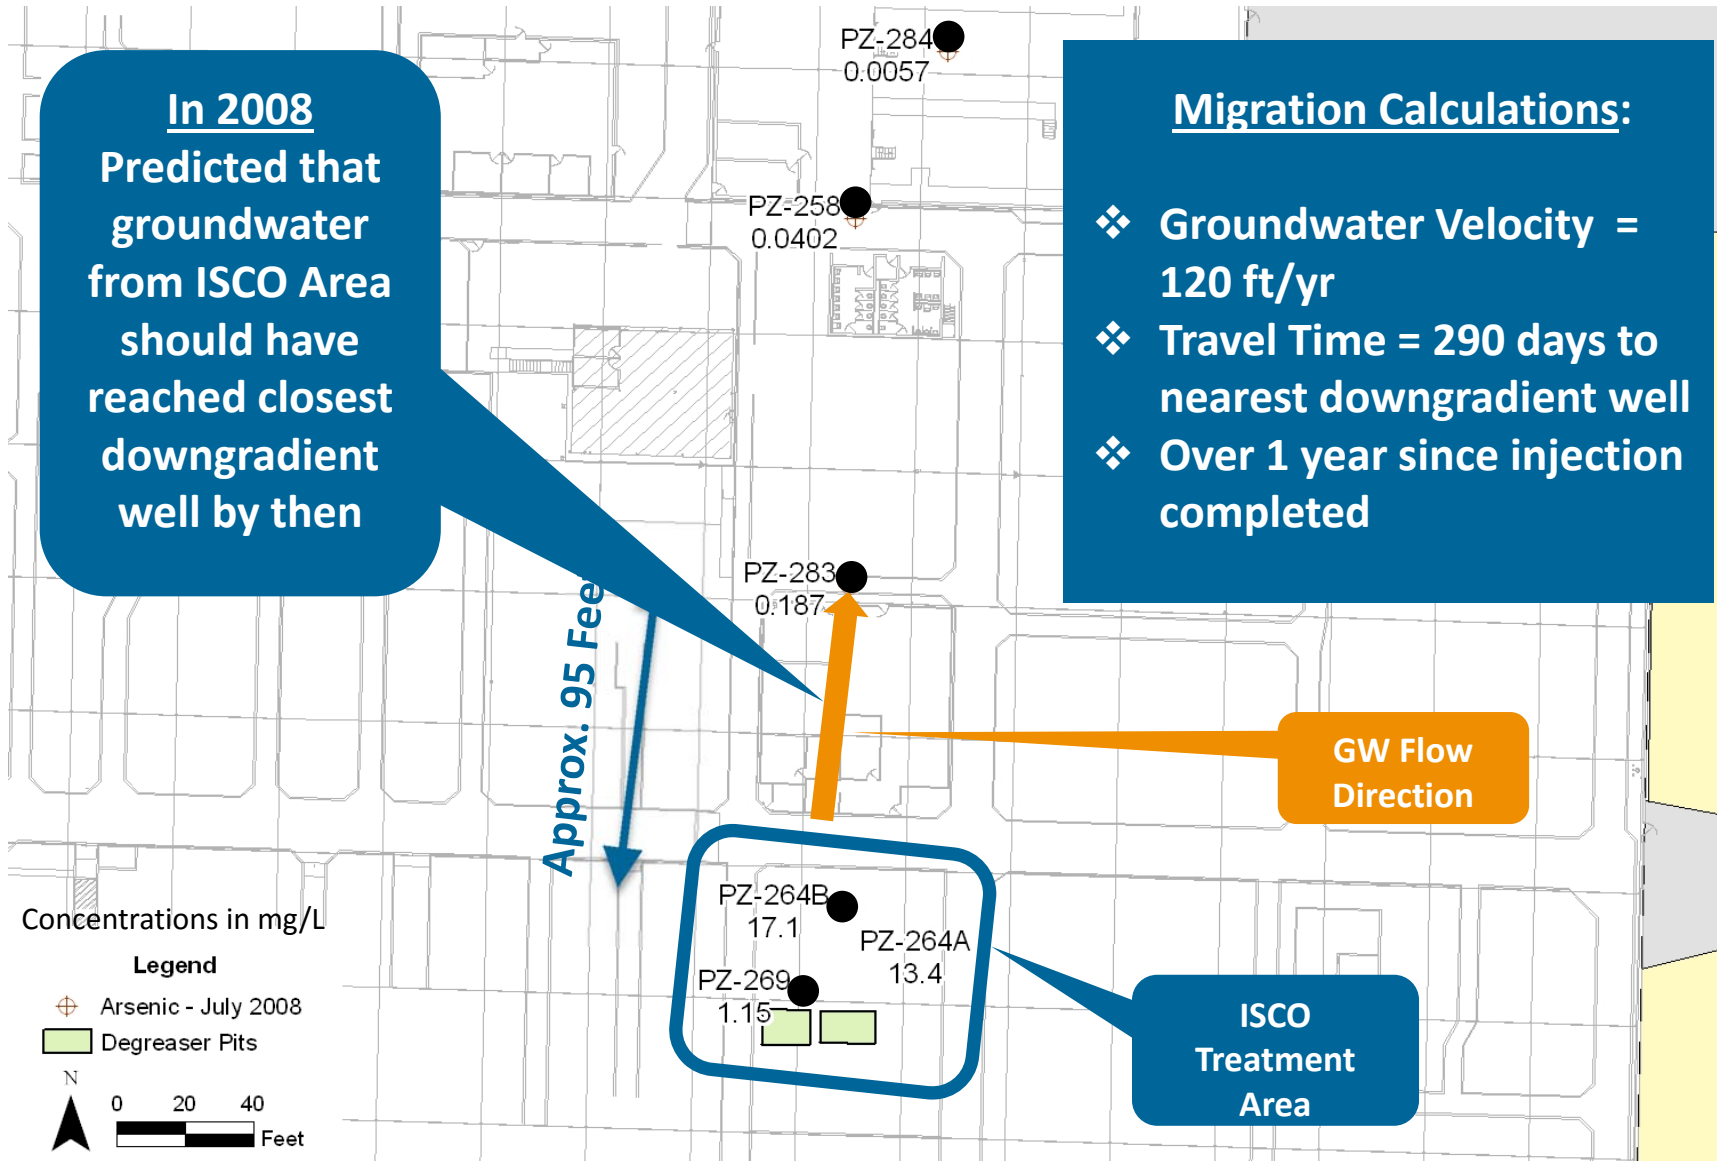 In 2008
Predicted that
groundwater
from ISCO Area
should have
reached closest
downgradient
well by then
PZ-284
0.0057
Migration Calculations:
❖ Groundwater Velocity =
120 ft/yr
❖ Travel Time = 290 days to
nearest downgradient well
❖ Over 1 year since injection
completed
PZ-258
0.0402
PZ-283
0.187
Approx. 95 Fee
GW Flow
Direction
PZ-264B
17.1
PZ-264A
13.4
PZ-269
1.15
ISCO
Treatment
Area
Concentrations in mg/L
Legend
Arsenic - July 2008
Degreaser Pits
N
0 20 40
Feet